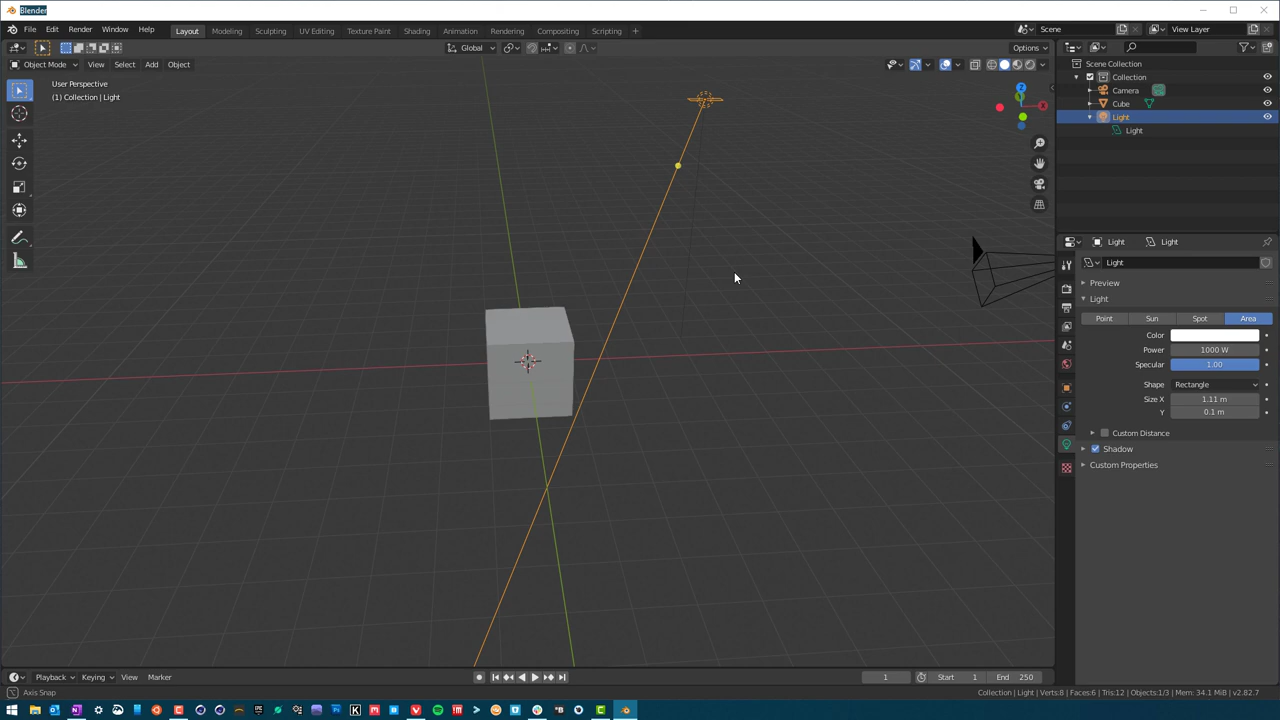 Blender
File Edit Render Window Help
Layout Modeling Sculpting UV Editing Texture Paint Shading Animation Rendering Compositing Scripting +
Scene View Layer
Global Options
Object Mode View Select Add Object
User Perspective
(1) Collection | Light
Scene Collection
Collection
Camera
Cube
Light
Light
Light Light
Light
Preview
Light
Point Sun Spot Area
Color
Power 1000 W
Specular 1.00
Shape Rectangle
Size X 1.11 m
Y 0.1 m
Custom Distance
Shadow
Custom Properties
Playback Keying View Marker 1 Start 1 End 250
Axis Snap Collection | Light | Verts:8 | Faces:6 | Tris:12 | Objects:1/3 | Mem: 34.1 MiB | v2.82.7